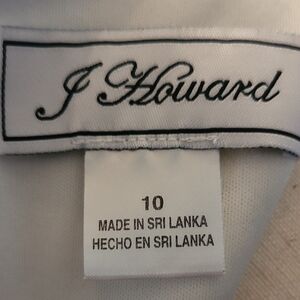 J Howard
10
MADE IN SRI LANKA
HECHO EN SRI LANKA